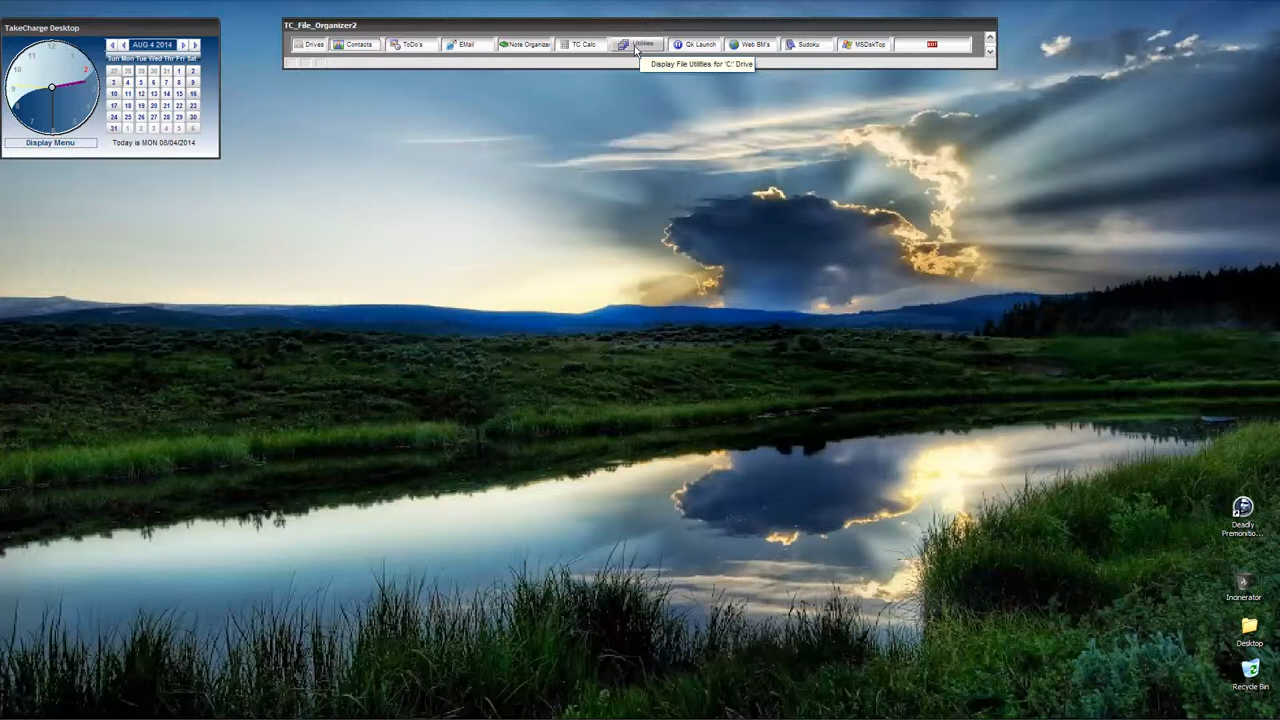 TakeCharge Desktop
AUG 4 2014
Sun Mon Tue Wed Thr Fri Sat
27 28 29 30 31 1 2
3 4 5 6 7 8 9
10 11 12 13 14 15 16
17 18 19 20 21 22 23
24 25 26 27 28 29 30
31 1 2 3 4 5 6
Display Menu
Today is MON 08/04/2014
TC_File_Organizer2
Drives Contacts ToDo's EMail Note Organizer TC Calc Utilities Qk Launch Web BM's Sudoku MSDskTop EXIT
Display File Utilities for 'C:' Drive
Deadly
Premonitio...
Incinerator
Desktop
Recycle Bin